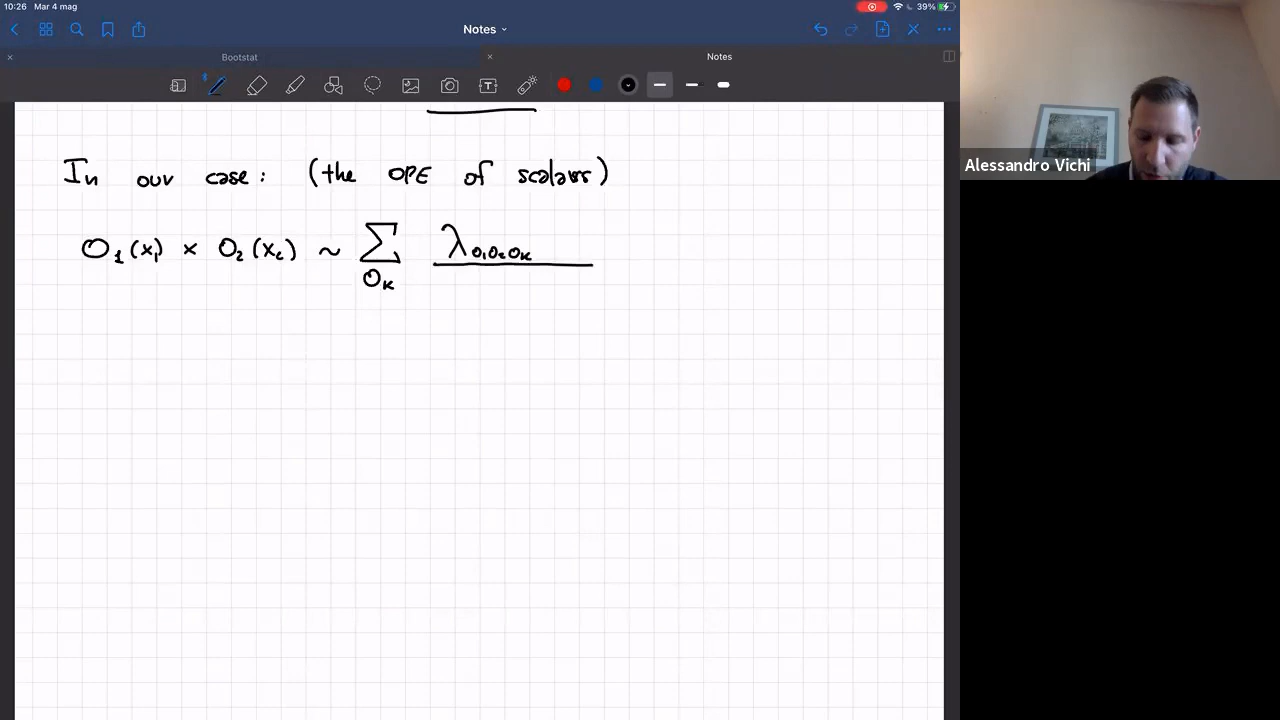 10:26 Mar 4 mag
39%
Notes
Bootstat
Notes
In our case: (the OPE of scalars)
O₁(x₁) × O₂(x₂) ~ ∑_{O_k} λ_{O₁O₂O_k}
Alessandro Vichi